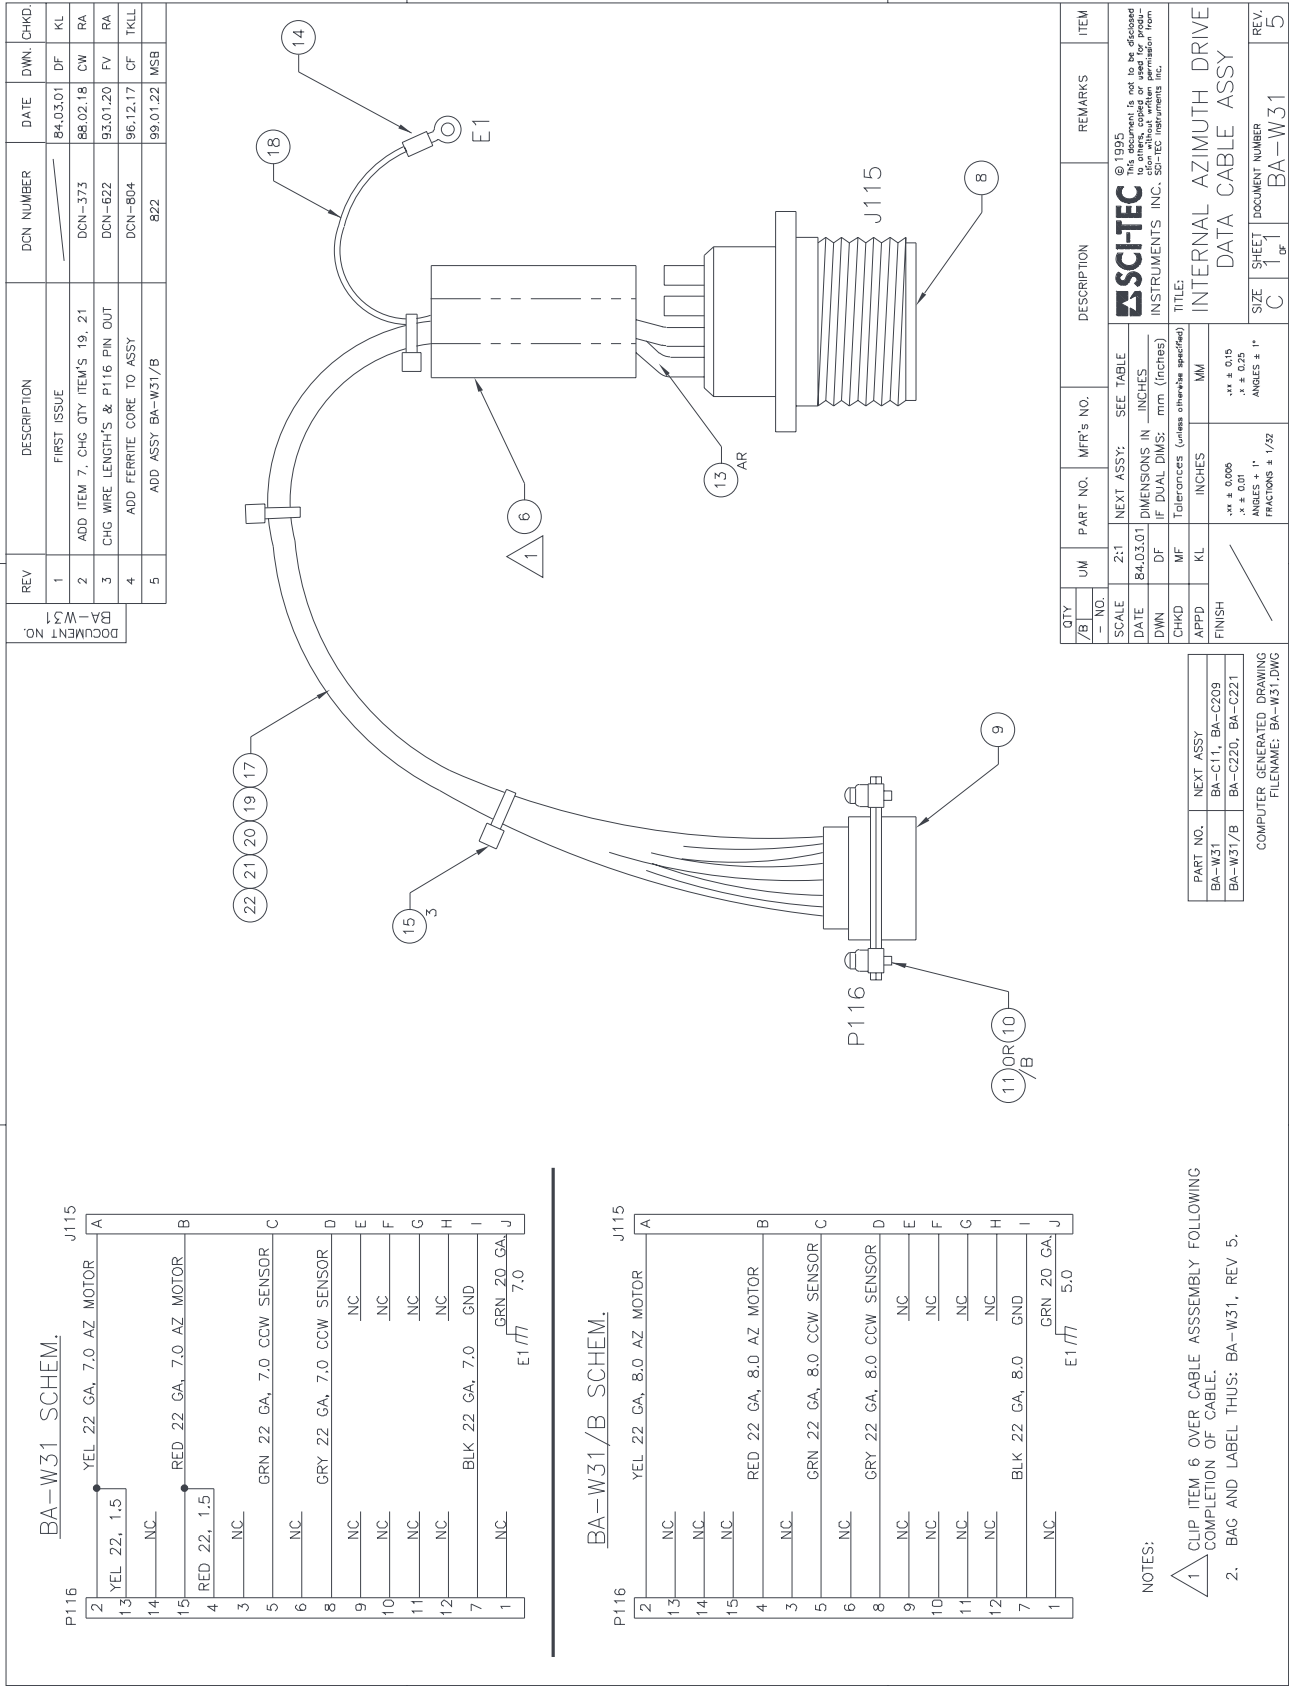 BA-W31 SCHEM.
P116
J115
2
YEL 22 GA, 7.0 AZ MOTOR
A
13
YEL 22, 1.5
14
NC
15
RED 22 GA, 7.0 AZ MOTOR
B
4
RED 22, 1.5
3
NC
5
GRN 22 GA, 7.0 CCW SENSOR
C
6
NC
8
GRY 22 GA, 7.0 CCW SENSOR
D
9
NC
NC
E
10
NC
NC
F
11
NC
NC
G
12
NC
NC
H
7
BLK 22 GA, 7.0 GND
I
1
NC
GRN 20 GA.
J
E1
7.0
BA-W31/B SCHEM.
P116
J115
2
YEL 22 GA, 8.0 AZ MOTOR
A
13
NC
14
NC
15
NC
4
RED 22 GA, 8.0 AZ MOTOR
B
3
NC
5
GRN 22 GA, 8.0 CCW SENSOR
C
6
NC
8
GRY 22 GA, 8.0 CCW SENSOR
D
9
NC
NC
E
10
NC
NC
F
11
NC
NC
G
12
NC
NC
H
7
BLK 22 GA, 8.0 GND
I
1
NC
GRN 20 GA.
J
E1
5.0
NOTES:
1 CLIP ITEM 6 OVER CABLE ASSSEMBLY FOLLOWING
COMPLETION OF CABLE.
2. BAG AND LABEL THUS: BA-W31, REV 5.
22 21 20 19 17
15
3
P116
11 OR 10
/B
9
1
6
13
AR
18
14
E1
J115
8
DOCUMENT NO.
BA-W31
REV DESCRIPTION DCN NUMBER DATE DWN. CHKD.
1 FIRST ISSUE 84.03.01 DF KL
2 ADD ITEM 7, CHG QTY ITEM'S 19, 21 DCN-373 88.02.18 CW RA
3 CHG WIRE LENGTH'S & P116 PIN OUT DCN-622 93.01.20 FV RA
4 ADD FERRITE CORE TO ASSY DCN-804 96.12.17 CF TKLL
5 ADD ASSY BA-W31/B 822 99.01.22 MSB
PART NO. NEXT ASSY
BA-W31 BA-C11, BA-C209
BA-W31/B BA-C220, BA-C221
COMPUTER GENERATED DRAWING
FILENAME: BA-W31.DWG
QTY
/B - NO.
UM PART NO. MFR's NO. DESCRIPTION REMARKS ITEM
SCALE 2:1
DATE 84.03.01
DWN DF
CHKD MF
APPD KL
FINISH
NEXT ASSY: SEE TABLE
DIMENSIONS IN INCHES
IF DUAL DIMS: mm (inches)
Tolerances (unless otherwise specified)
INCHES MM
.xx ± 0.005
.x ± 0.01
ANGLES + 1°
FRACTIONS ± 1/32
.xx ± 0.15
.x ± 0.25
ANGLES ± 1°
SCI-TEC
INSTRUMENTS INC.
© 1995
This document is not to be disclosed
to others, copied or used for produ-
ction without written permission from
SCI-TEC Instruments Inc.
TITLE:
INTERNAL AZIMUTH DRIVE
DATA CABLE ASSY
SIZE
C
SHEET
1 OF 1
DOCUMENT NUMBER
BA-W31
REV.
5